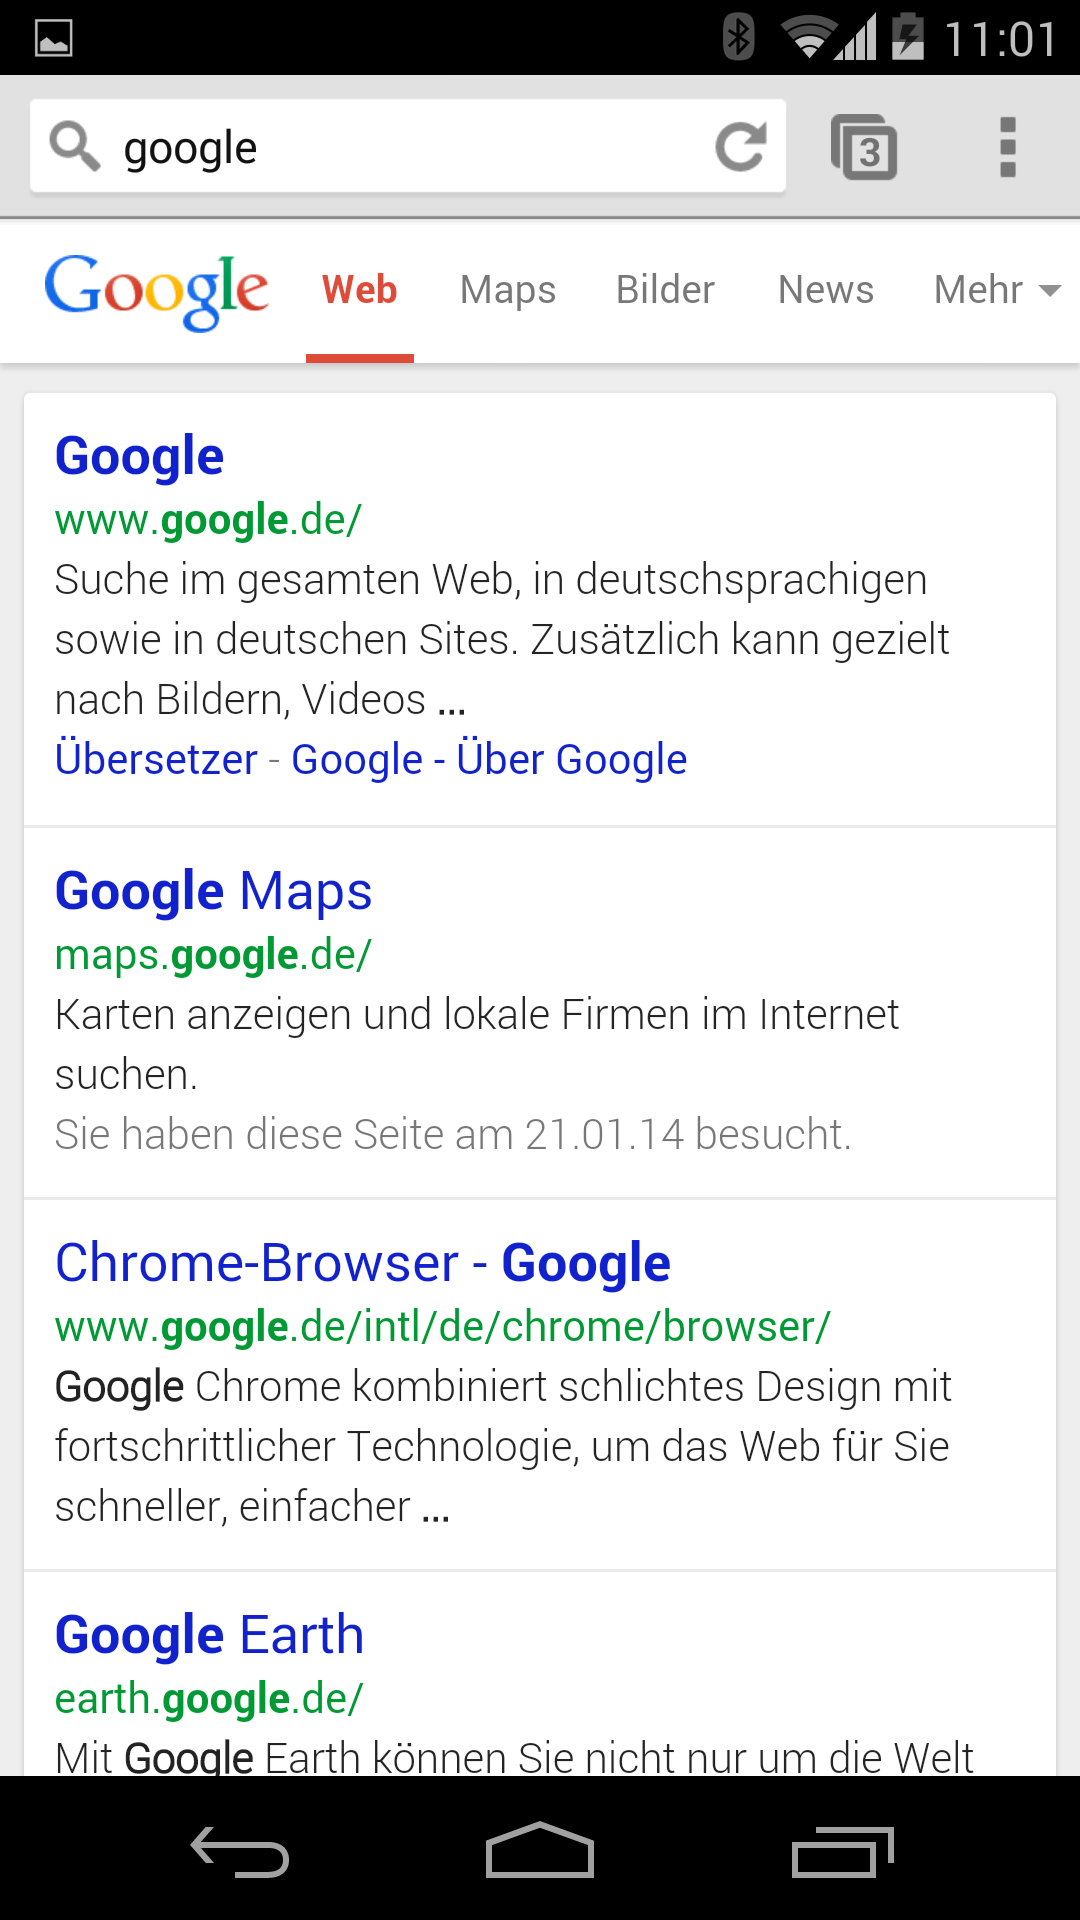 11:01
google
3
Google Web Maps Bilder News Mehr
Google
www.google.de/
Suche im gesamten Web, in deutschsprachigen
sowie in deutschen Sites. Zusätzlich kann gezielt
nach Bildern, Videos ...
Übersetzer - Google - Über Google
Google Maps
maps.google.de/
Karten anzeigen und lokale Firmen im Internet
suchen.
Sie haben diese Seite am 21.01.14 besucht.
Chrome-Browser - Google
www.google.de/intl/de/chrome/browser/
Google Chrome kombiniert schlichtes Design mit
fortschrittlicher Technologie, um das Web für Sie
schneller, einfacher ...
Google Earth
earth.google.de/
Mit Google Earth können Sie nicht nur um die Welt